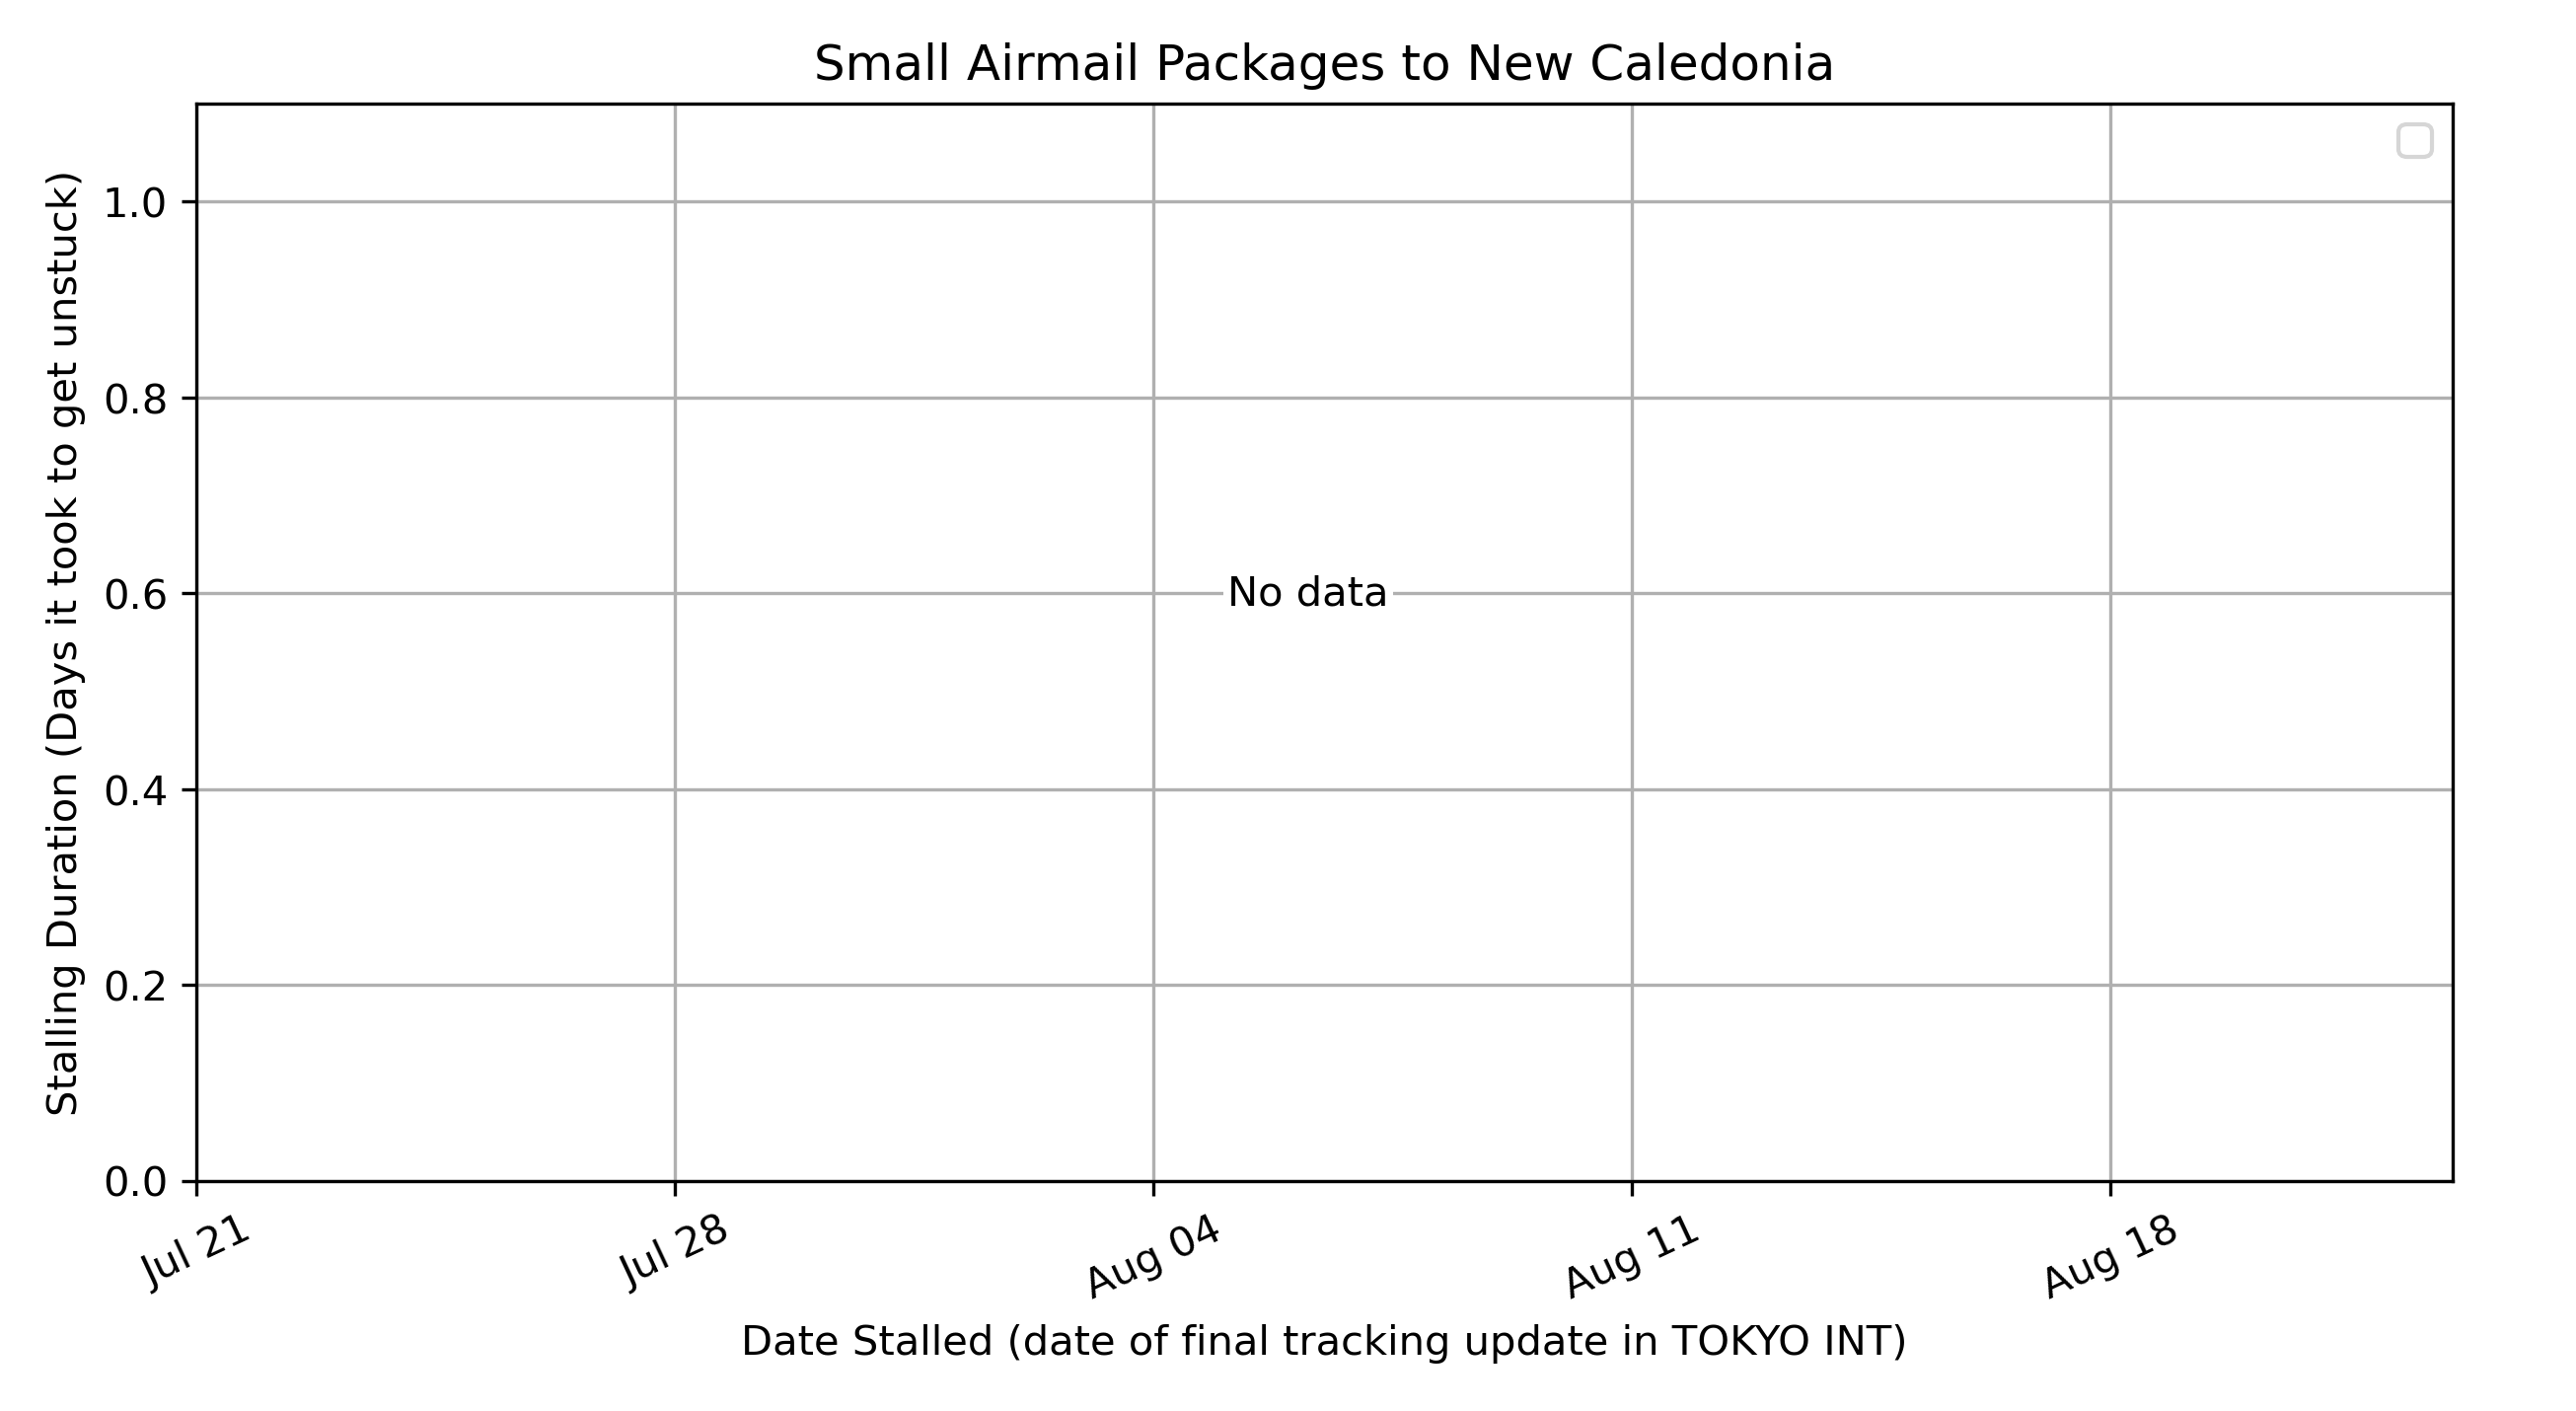 Small Airmail Packages to New Caledonia
Stalling Duration (Days it took to get unstuck)
1.0
0.8
0.6
0.4
0.2
0.0
No data
Jul 21
Jul 28
Aug 04
Aug 11
Aug 18
Date Stalled (date of final tracking update in TOKYO INT)